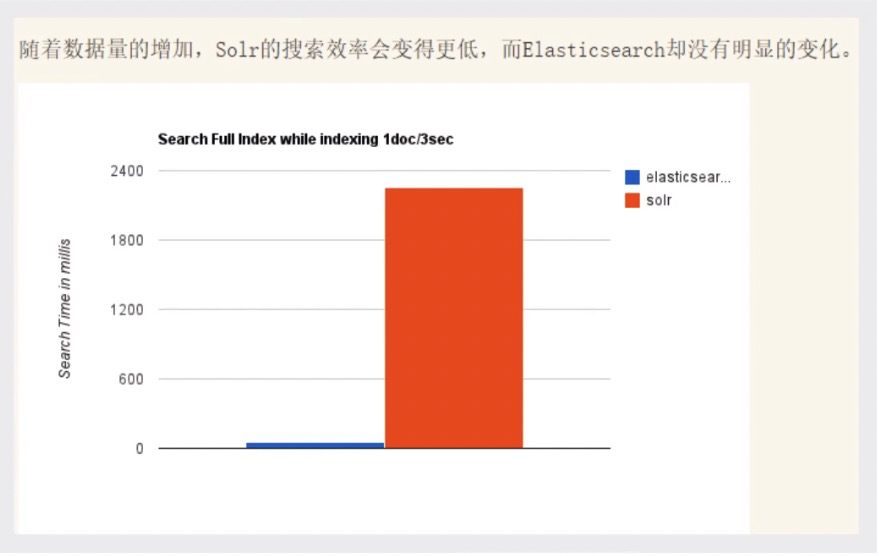 随着数据量的增加，Solr的搜索效率会变得更低，而Elasticsearch却没有明显的变化。
Search Full Index while indexing 1doc/3sec
2400
1800
1200
600
0
Search Time in millis
elasticsear...
solr